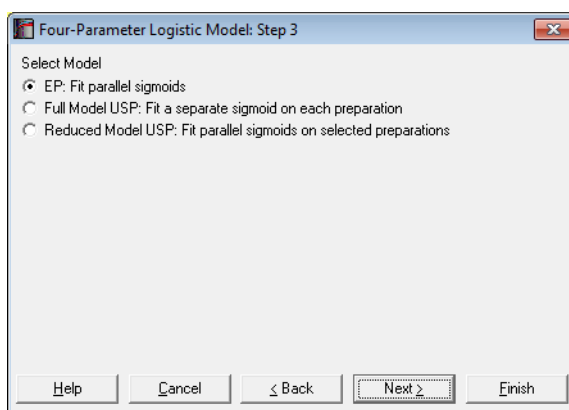 Four-Parameter Logistic Model: Step 3
Select Model
EP: Fit parallel sigmoids
Full Model USP: Fit a separate sigmoid on each preparation
Reduced Model USP: Fit parallel sigmoids on selected preparations
Help Cancel < Back Next > Finish